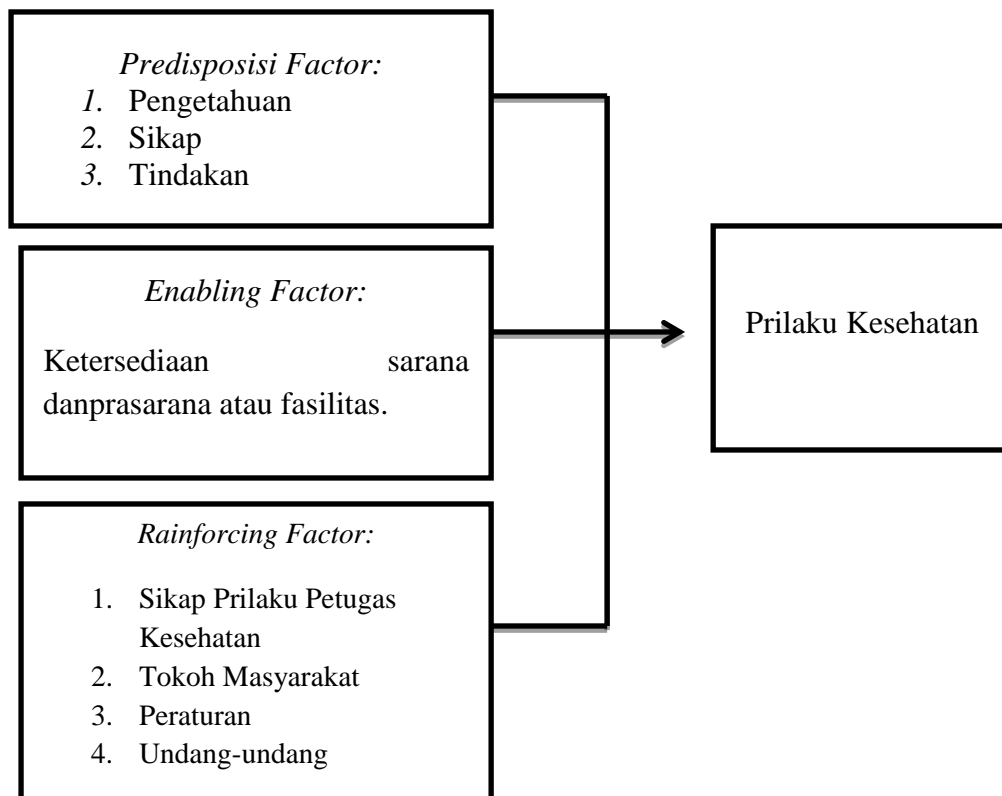 Predisposisi Factor:
1. Pengetahuan
2. Sikap
3. Tindakan
Enabling Factor:
Ketersediaan sarana
danprasarana atau fasilitas.
Rainforcing Factor:
1. Sikap Prilaku Petugas
Kesehatan
2. Tokoh Masyarakat
3. Peraturan
4. Undang-undang
Prilaku Kesehatan